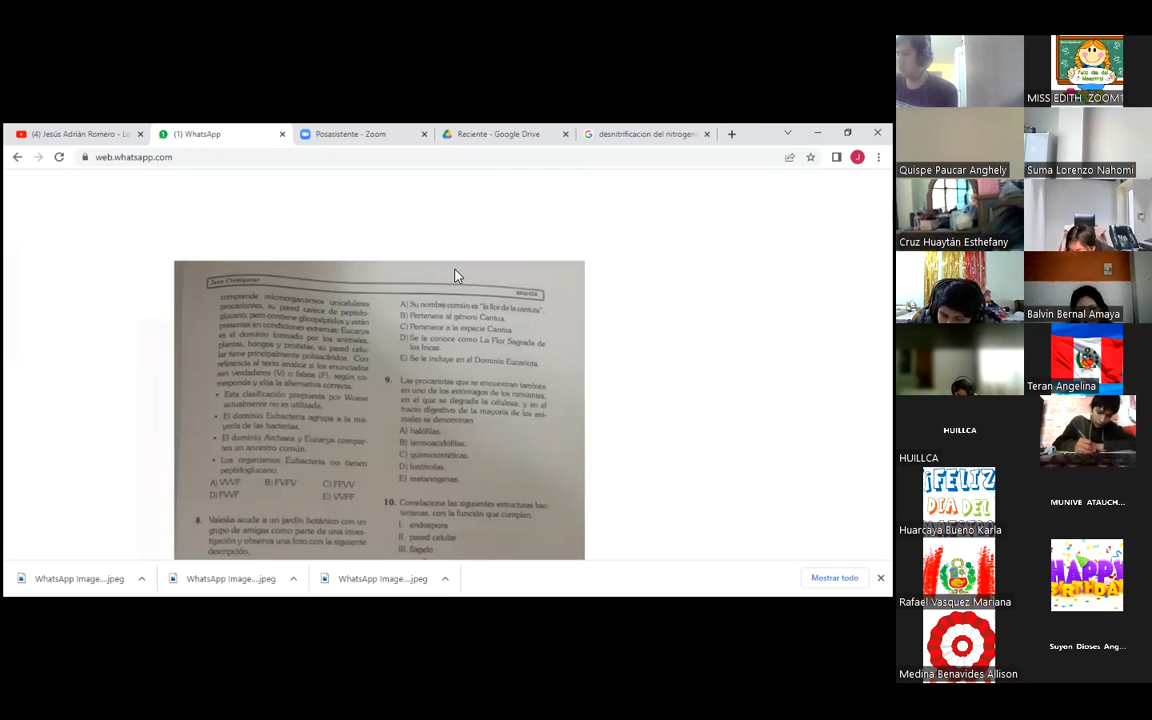 (4) Jesús Adrián Romero - Lo
(1) WhatsApp
Posasistente - Zoom
Reciente - Google Drive
desnitrificacion del nitrogeno
web.whatsapp.com
J
comprende microorganismos unicelulares
procariontes, su pared carece de peptido-
glucano, pero contiene glicopéptidos y están
presentes en condiciones extremas; Eucarya
es el dominio formado por los animales,
plantas, hongos y protistas, su pared celu-
lar tiene principalmente polisacáridos. Con
referencia al texto analice si los enunciados
son verdaderos (V) o falsos (F), según co-
rresponda y elija la alternativa correcta.
• Esta clasificación propuesta por Woese
actualmente no es utilizada.
• El dominio Eubacteria agrupa a la ma-
yoría de las bacterias.
• El dominio Archaea y Eucarya compar-
ten un ancestro común.
• Los organismos Eubacteria no tienen
peptidoglucano.
A) VVVF B) FVFV C) FFVV
D) FVVF E) VVFF
8. Valeska acude a un jardín botánico con un
grupo de amigas como parte de una inves-
tigación y observa una foto con la siguiente
descripción.
A) Su nombre común es "la flor de la cantuta".
B) Pertenece al género Cantua.
C) Pertenece a la especie Cantua
D) Se le conoce como La Flor Sagrada de
los Incas.
E) Se le incluye en el Dominio Eucariota.
9. Las procariotas que se encuentran también
en uno de los estómagos de los rumiantes,
en el que se degrada la celulosa, y en el
tracto digestivo de la mayoría de los ani-
males se denominan
A) halófilas.
B) termoacidófilas.
C) quimiosintéticas.
D) fotótrofas.
E) metanógenas.
10. Correlacione las siguientes estructuras bac-
terianas, con la función que cumplen.
I. endospora
II. pared celular
III. flagelo
WhatsApp Image....jpeg
WhatsApp Image....jpeg
WhatsApp Image....jpeg
Mostrar todo
MISS EDITH_ZOOM1
Quispe Paucar Anghely
Suma Lorenzo Nahomi
Cruz Huaytán Esthefany
Balvin Bernal Amaya
Teran Angelina
HUILLCA
HUILLCA
¡FELIZ
DIA DEL
Huarcaya Bueno Karla
MUNIVE ATAUCH...
Rafael Vasquez Mariana
HAPPY
Medina Benavides Allison
Suyon Dioses Ang...